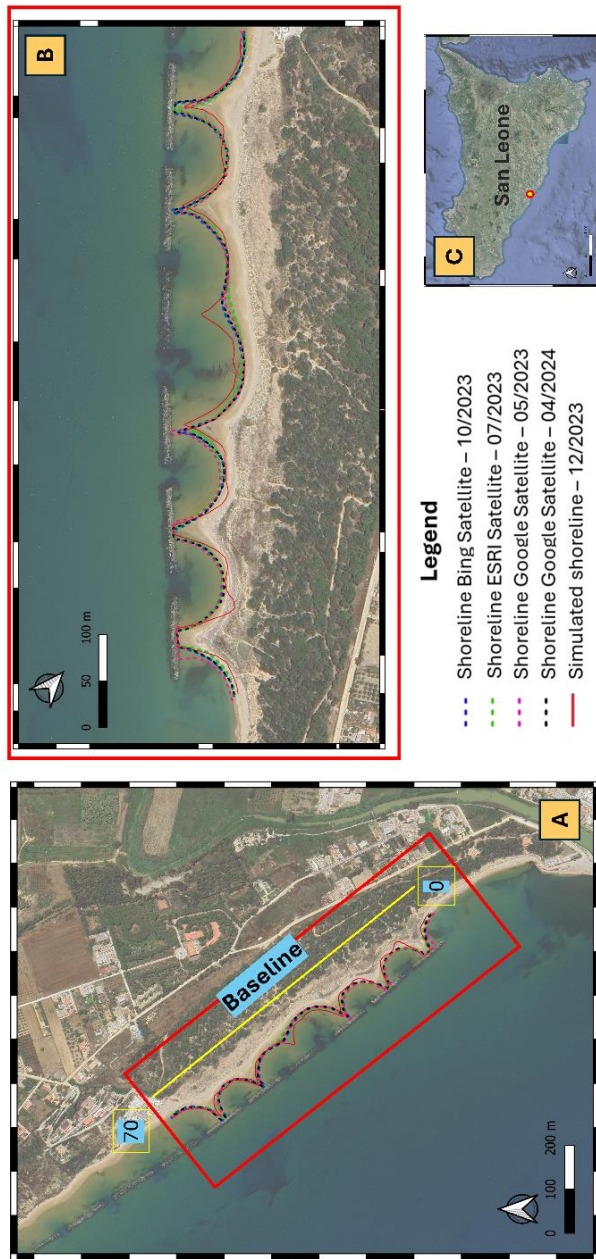 70
Baseline
0
0 100 200 m
A
B
0 50 100 m
Legend
Shoreline Bing Satellite – 10/2023
Shoreline ESRI Satellite – 07/2023
Shoreline Google Satellite – 05/2023
Shoreline Google Satellite – 04/2024
Simulated shoreline – 12/2023
C
San Leone